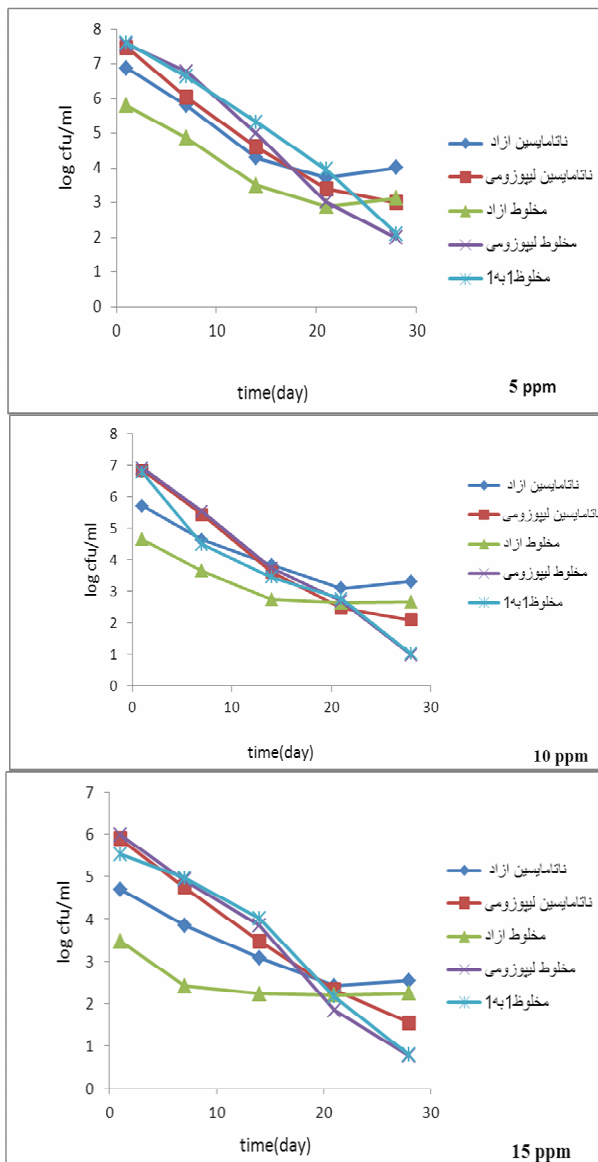 8
7
6
5
4
3
2
1
0
log cfu/ml
0 10 20 30
time(day)
ناتامایسین ازاد
ناتامایسین لیپوزومی
مخلوط ازاد
مخلوط لیپوزومی
مخلوظ1به1
5 ppm
8
7
6
5
4
3
2
1
0
log cfu/ml
0 10 20 30
time(day)
ناتامایسین ازاد
ناتامایسین لیپوزومی
مخلوط ازاد
مخلوط لیپوزومی
مخلوظ1به1
10 ppm
7
6
5
4
3
2
1
0
log cfu/ml
0 10 20 30
time(day)
ناتامایسین ازاد
ناتامایسین لیپوزومی
مخلوط ازاد
مخلوط لیپوزومی
مخلوظ1به1
15 ppm